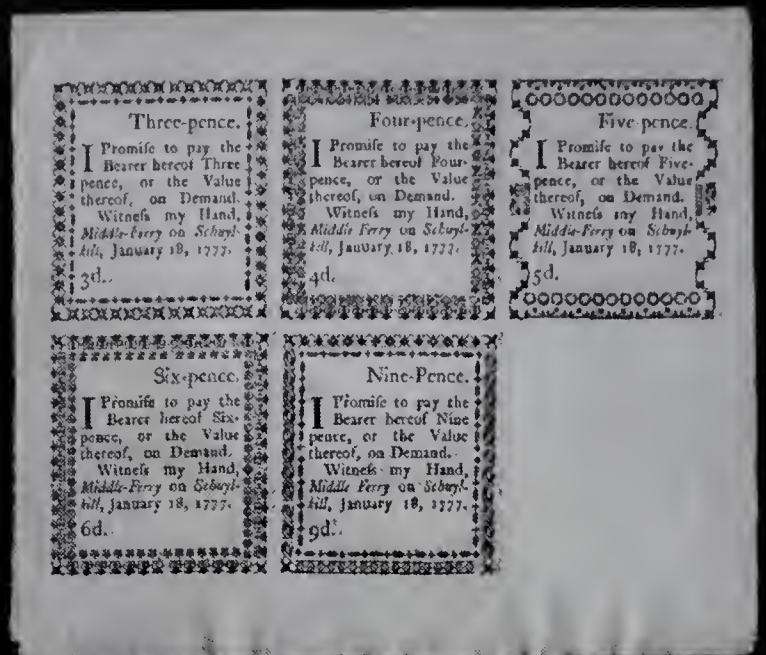 Three-pence.
I Promiſe to pay the
Bearer hereof Three
pence, or the Value
thereof, on Demand.
Witneſs my Hand,
Middle-Ferry on Schuyl-
kill, January 18, 1777.
3d.
Four-pence.
I Promiſe to pay the
Bearer hereof Four-
pence, or the Value
thereof, on Demand.
Witneſs my Hand,
Middle Ferry on Schuyl-
kill, January 18, 1777.
4d.
Five-pence.
I Promiſe to pay the
Bearer hereof Five-
pence, or the Value
thereof, on Demand.
Witneſs my Hand,
Middle-Ferry on Schuyl-
kill, January 18, 1777.
5d.
Six-pence.
I Promiſe to pay the
Bearer hereof Six-
pence, or the Value
thereof, on Demand.
Witneſs my Hand,
Middle-Ferry on Schuyl-
kill, January 18, 1777.
6d.
Nine-Pence.
I Promiſe to pay the
Bearer hereof Nine
pence, or the Value
thereof, on Demand.
Witneſs my Hand,
Middle Ferry on Schuyl-
kill, January 18, 1777.
9d.